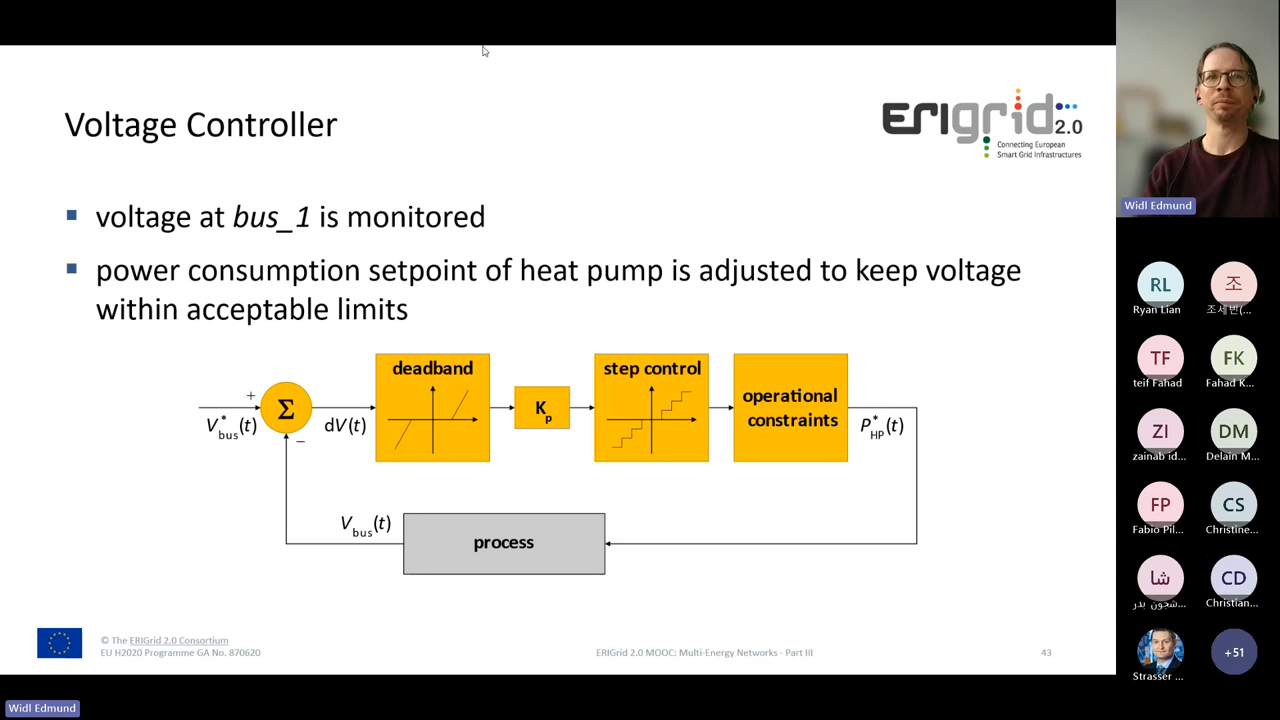 Voltage Controller
ERIGrid 2.0
Connecting European
Smart Grid Infrastructures
▪ voltage at bus_1 is monitored
▪ power consumption setpoint of heat pump is adjusted to keep voltage
within acceptable limits
+
V*bus(t)
Σ
−
dV(t)
deadband
Kp
step control
operational
constraints
P*HP(t)
Vbus(t)
process
© The ERIGrid 2.0 Consortium
EU H2020 Programme GA No. 870620
ERIGrid 2.0 MOOC: Multi-Energy Networks - Part III
43
Widl Edmund
RL
Ryan Lian
조
조세빈(...
TF
teif Fahad
FK
Fahad K...
ZI
zainab id...
DM
Delain M...
FP
Fabio Pil...
CS
Christine...
شا
شجون بدر...
CD
Christian...
Strasser ...
+51
Widl Edmund